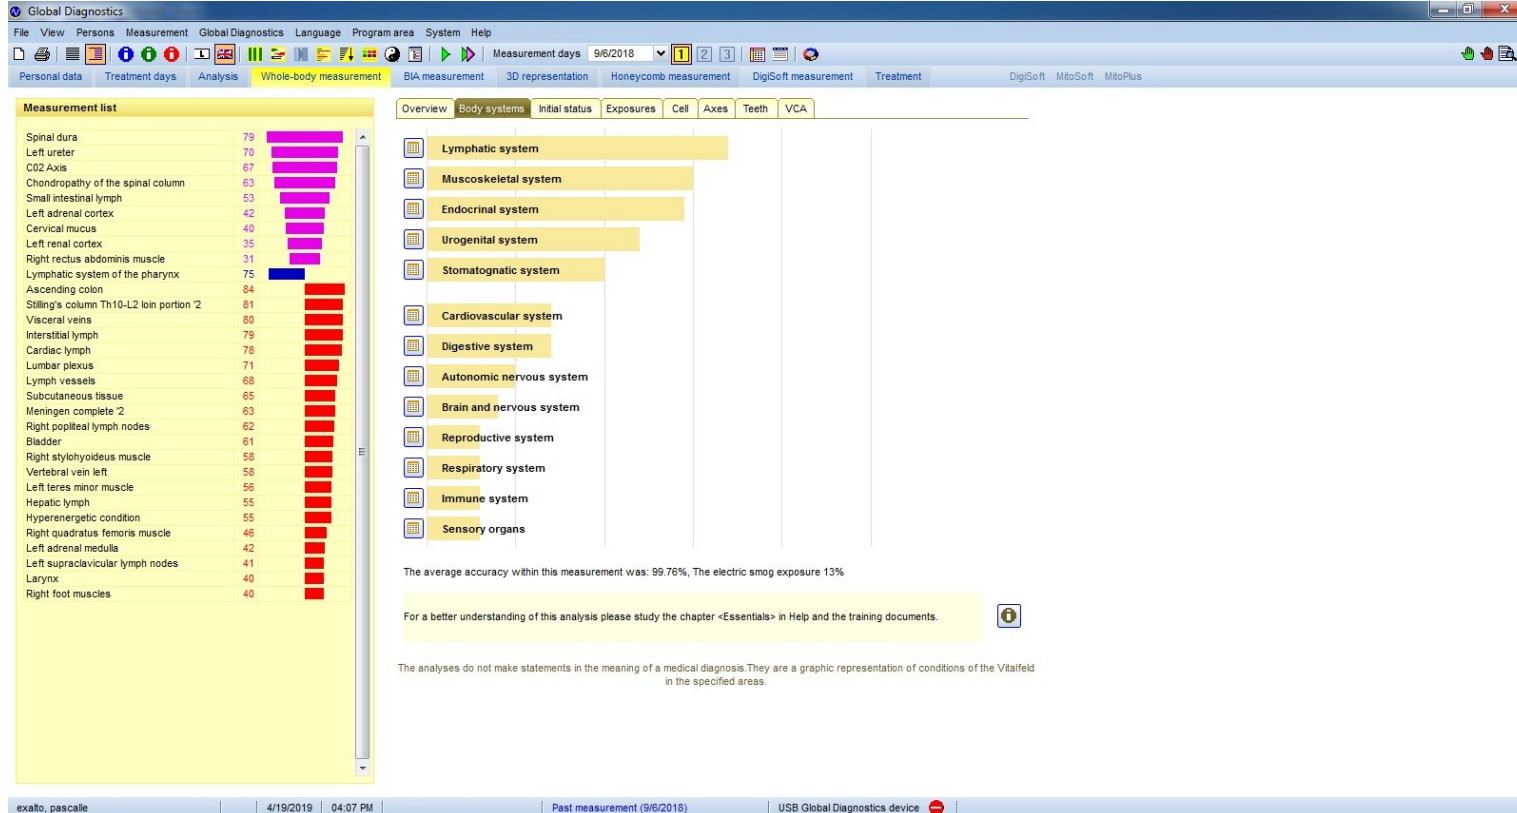 Global Diagnostics
File View Persons Measurement Global Diagnostics Language Program area System Help
Measurement days 9/6/2018 1 2 3
Personal data Treatment days Analysis Whole-body measurement BIA measurement 3D representation Honeycomb measurement DigiSoft measurement Treatment DigiSoft MitoSoft MitoPlus
Measurement list
Spinal dura 79
Left ureter 70
C02 Axis 67
Chondropathy of the spinal column 63
Small intestinal lymph 53
Left adrenal cortex 42
Cervical mucus 40
Left renal cortex 35
Right rectus abdominis muscle 31
Lymphatic system of the pharynx 75
Ascending colon 84
Stilling's column Th10-L2 loin portion '2 81
Visceral veins 80
Interstitial lymph 79
Cardiac lymph 78
Lumbar plexus 71
Lymph vessels 68
Subcutaneous tissue 65
Meningen complete '2 63
Right popliteal lymph nodes 62
Bladder 61
Right stylohyoideus muscle 58
Vertebral vein left 58
Left teres minor muscle 56
Hepatic lymph 55
Hyperenergetic condition 55
Right quadratus femoris muscle 46
Left adrenal medulla 42
Left supraclavicular lymph nodes 41
Larynx 40
Right foot muscles 40
Overview Body systems Initial status Exposures Cell Axes Teeth VCA
Lymphatic system
Muscoskeletal system
Endocrinal system
Urogenital system
Stomatognatic system
Cardiovascular system
Digestive system
Autonomic nervous system
Brain and nervous system
Reproductive system
Respiratory system
Immune system
Sensory organs
The average accuracy within this measurement was: 99.76%, The electric smog exposure 13%
For a better understanding of this analysis please study the chapter <Essentials> in Help and the training documents.
The analyses do not make statements in the meaning of a medical diagnosis.They are a graphic representation of conditions of the Vitalfeld
in the specified areas.
exalto, pascalle 4/19/2019 04:07 PM Past measurement (9/6/2018) USB Global Diagnostics device